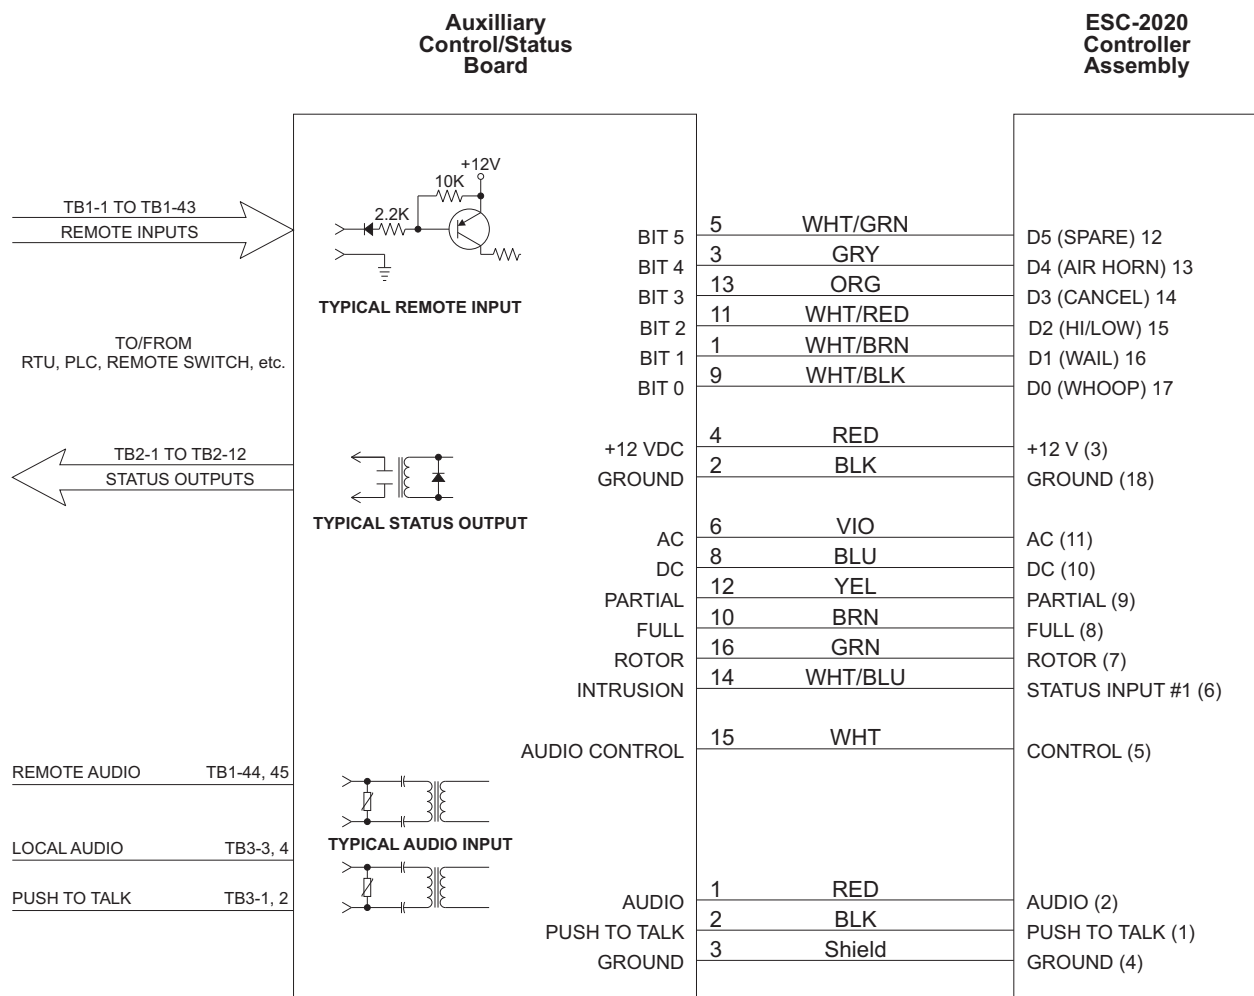 Auxilliary
Control/Status
Board
ESC-2020
Controller
Assembly
TB1-1 TO TB1-43
REMOTE INPUTS
+12V
10K
2.2K
TYPICAL REMOTE INPUT
TO/FROM
RTU, PLC, REMOTE SWITCH, etc.
TB2-1 TO TB2-12
STATUS OUTPUTS
TYPICAL STATUS OUTPUT
REMOTE AUDIO TB1-44, 45
TYPICAL AUDIO INPUT
LOCAL AUDIO TB3-3, 4
PUSH TO TALK TB3-1, 2
BIT 5 5 WHT/GRN D5 (SPARE) 12
BIT 4 3 GRY D4 (AIR HORN) 13
BIT 3 13 ORG D3 (CANCEL) 14
BIT 2 11 WHT/RED D2 (HI/LOW) 15
BIT 1 1 WHT/BRN D1 (WAIL) 16
BIT 0 9 WHT/BLK D0 (WHOOP) 17
+12 VDC 4 RED +12 V (3)
GROUND 2 BLK GROUND (18)
AC 6 VIO AC (11)
DC 8 BLU DC (10)
PARTIAL 12 YEL PARTIAL (9)
FULL 10 BRN FULL (8)
ROTOR 16 GRN ROTOR (7)
INTRUSION 14 WHT/BLU STATUS INPUT #1 (6)
AUDIO CONTROL 15 WHT CONTROL (5)
AUDIO 1 RED AUDIO (2)
PUSH TO TALK 2 BLK PUSH TO TALK (1)
GROUND 3 Shield GROUND (4)